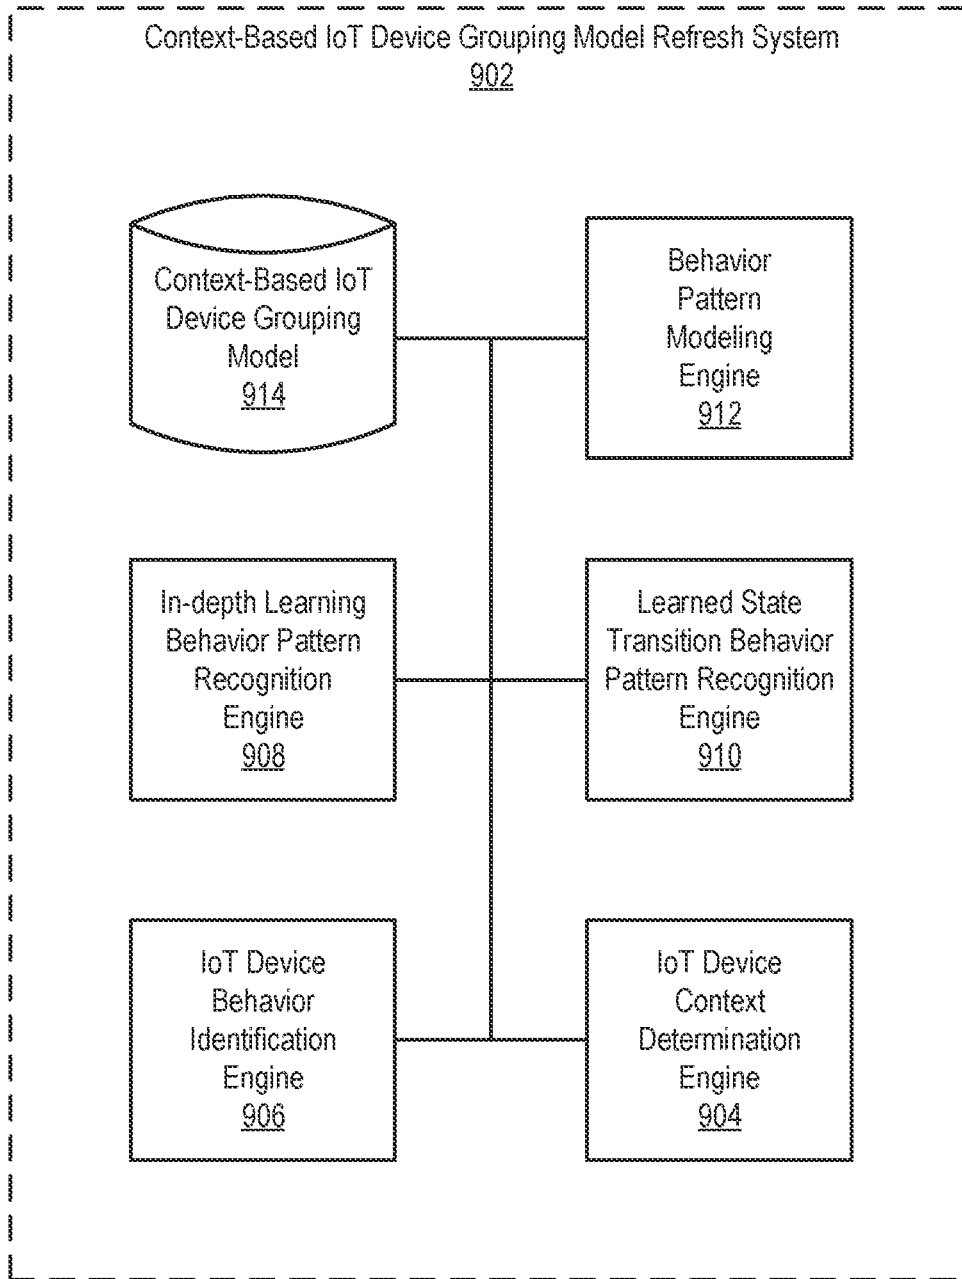 Context-Based IoT Device Grouping Model Refresh System
902
Context-Based IoT
Device Grouping
Model
914
Behavior
Pattern
Modeling
Engine
912
In-depth Learning
Behavior Pattern
Recognition
Engine
908
Learned State
Transition Behavior
Pattern Recognition
Engine
910
IoT Device
Behavior
Identification
Engine
906
IoT Device
Context
Determination
Engine
904